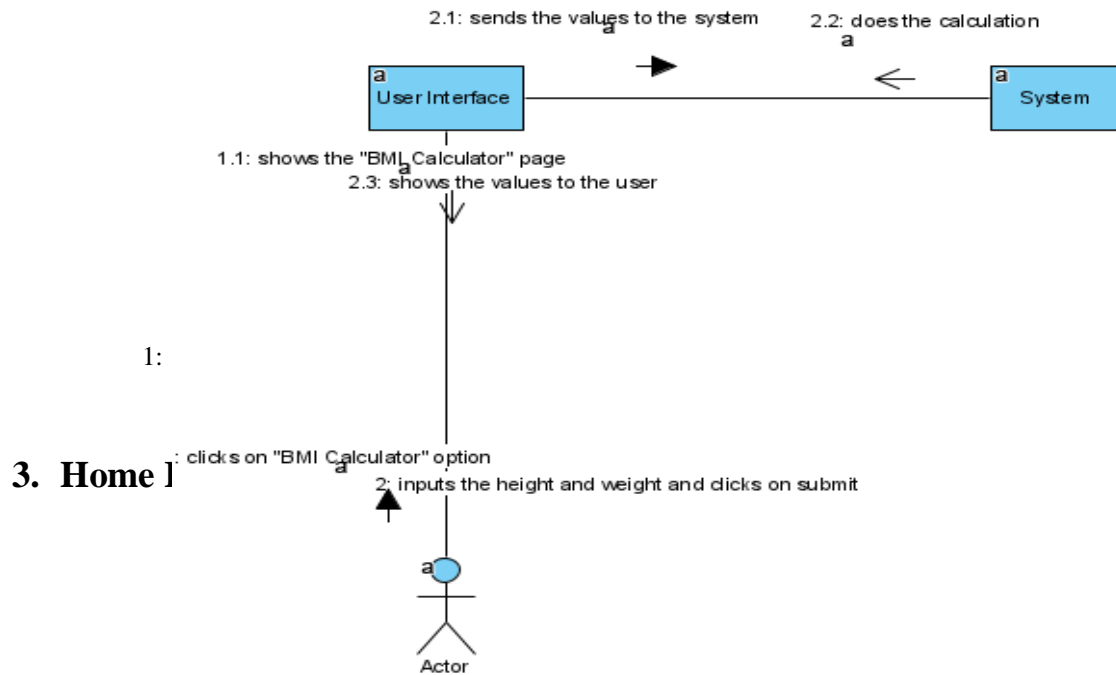 2.1: sends the values to the system
2.2: does the calculation
a
a
a
User Interface
a
System
1.1: shows the "BMI Calculator" page
a
2.3: shows the values to the user
1:
: clicks on "BMI Calculator" option
a
3. Home
2: inputs the height and weight and clicks on submit
a
Actor